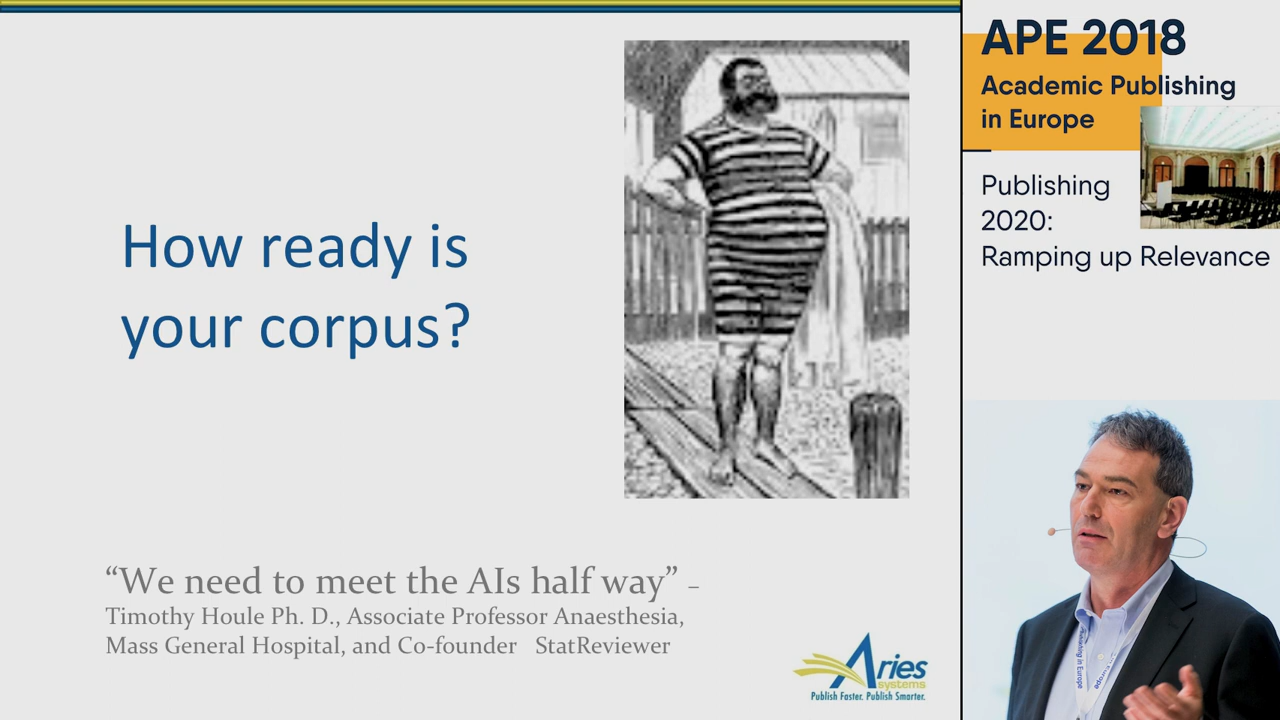 How ready is
your corpus?
“We need to meet the AIs half way” –
Timothy Houle Ph. D., Associate Professor Anaesthesia,
Mass General Hospital, and Co-founder StatReviewer
Aries
systems
Publish Faster. Publish Smarter.
APE 2018
Academic Publishing
in Europe
Publishing
2020:
Ramping up Relevance